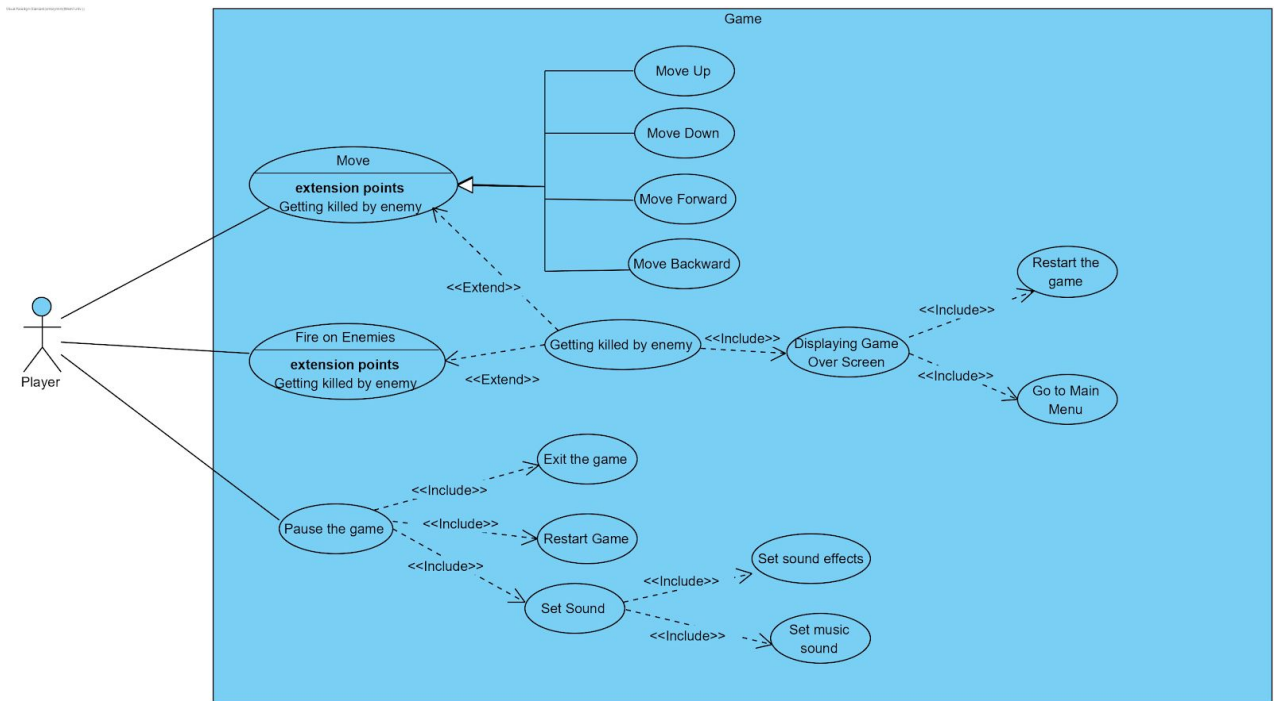 Game
Move Up
Move Down
Move
extension points
Getting killed by enemy
Move Forward
Move Backward
<<Extend>>
Restart the
game
<<Include>>
Player
Fire on Enemies
extension points
Getting killed by enemy
Getting killed by enemy
<<Include>>
Displaying Game
Over Screen
<<Extend>>
<<Include>>
Go to Main
Menu
Exit the game
<<Include>>
Pause the game
<<Include>>
Restart Game
<<Include>>
Set sound effects
<<Include>>
Set Sound
<<Include>>
Set music
sound